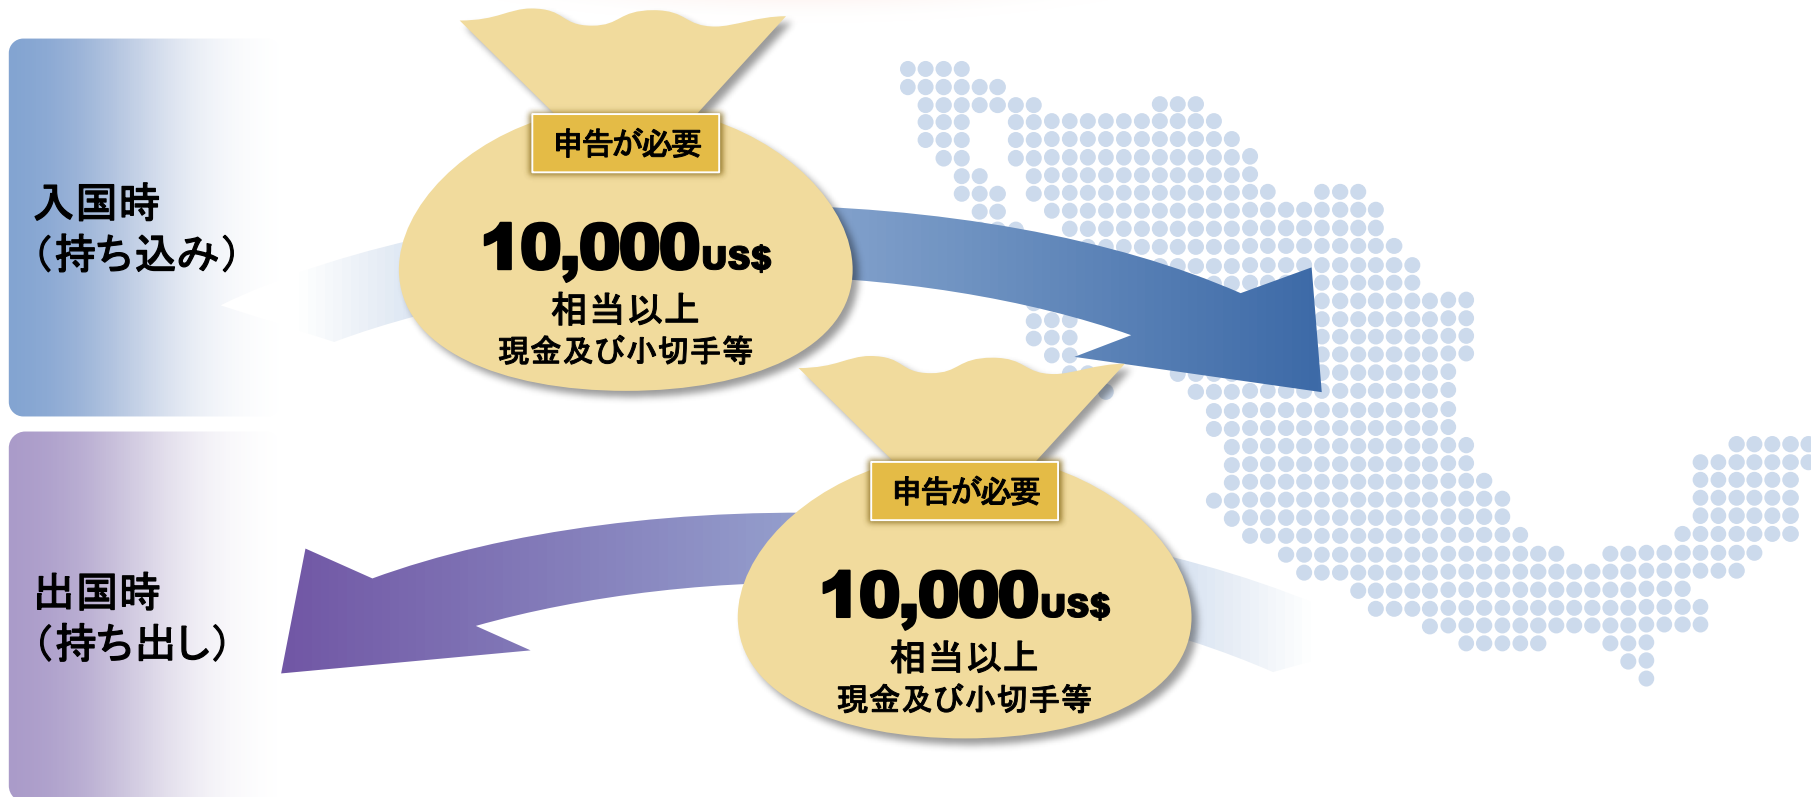 入国時
（持ち込み）
申告が必要
10,000US$
相当以上
現金及び小切手等
出国時
（持ち出し）
申告が必要
10,000US$
相当以上
現金及び小切手等